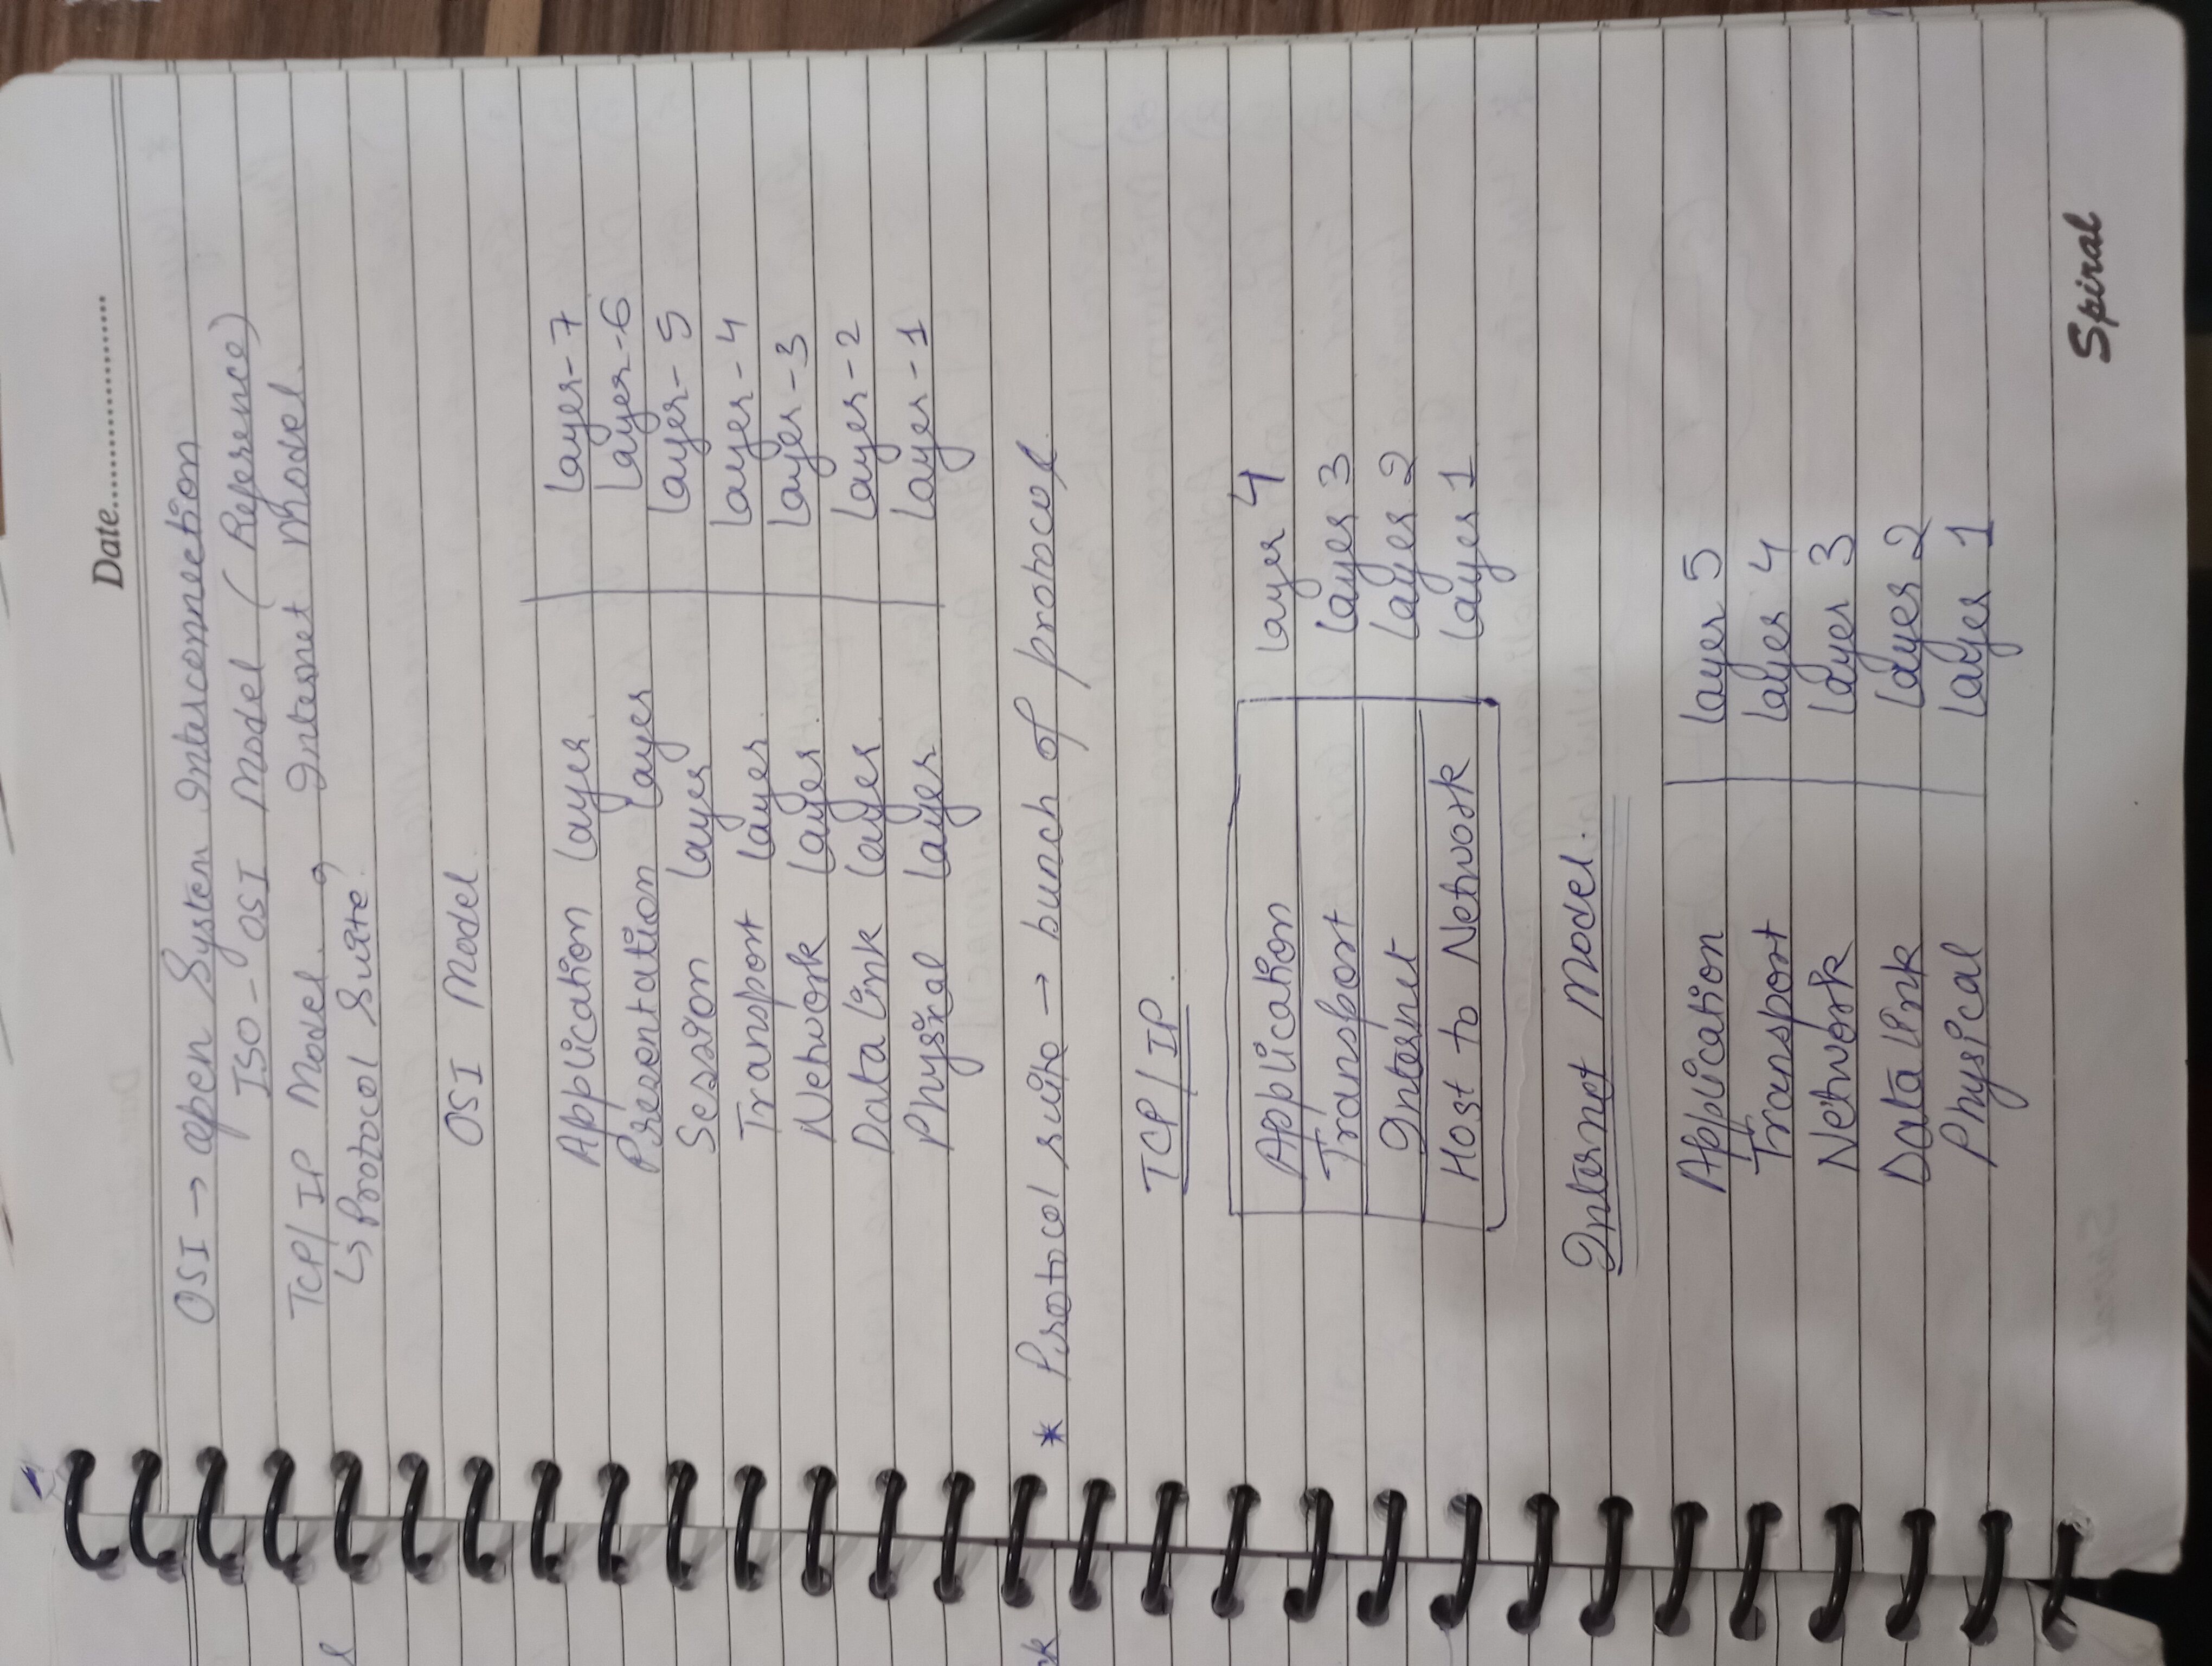 Date.....................
OSI → open System Interconnection
ISO - OSI Model (Reference)
TCP/IP Model. , Internet Model.
↳ Protocol Suite.
OSI Model.
Application layer. Layer-7
Presentation layer Layer-6
Session layer Layer-5
Transport layer. Layer-4
Network layer. Layer-3
Data link layer. Layer-2
Physical layer Layer-1
* Protocol suite → bunch of protocol.
TCP/IP.
Application layer 4
Transport layer 3
Internet layer 2
Host to Network layer 1
Internet Model.
Application layer 5
Transport layer 4
Network layer 3
Data link layer 2
Physical layer 1
Spiral